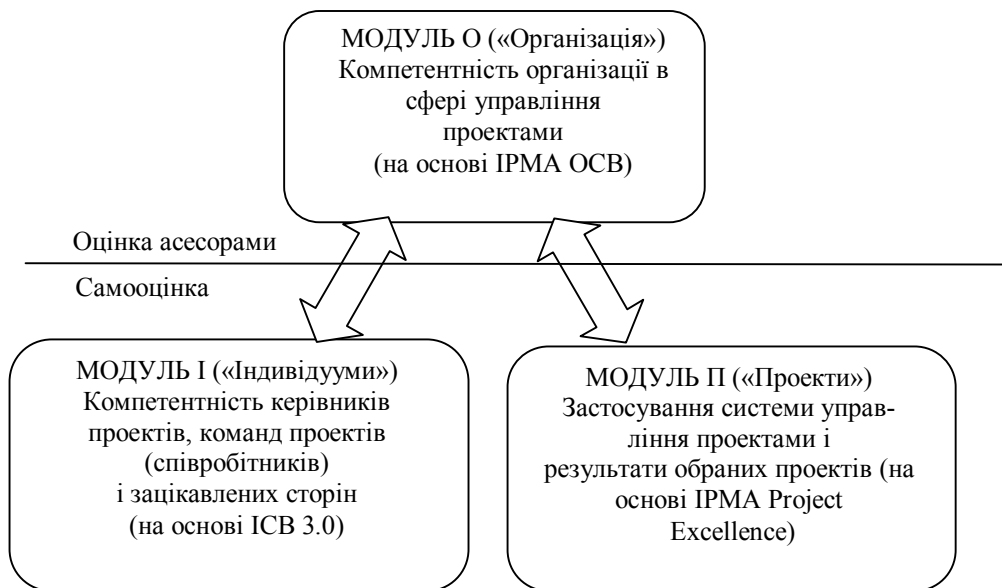 МОДУЛЬ О («Організація»)
Компетентність організації в
сфері управління
проектами
(на основі IPMA OCB)
Оцінка асесорами
Самооцінка
МОДУЛЬ І («Індивідууми»)
Компетентність керівників
проектів, команд проектів
(співробітників)
і зацікавлених сторін
(на основі ICB 3.0)
МОДУЛЬ П («Проекти»)
Застосування системи управ-
ління проектами і
результати обраних проектів (на
основі IPMA Project
Excellence)